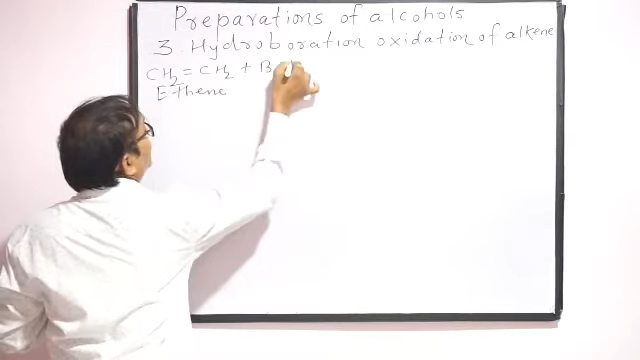 Preparations of alcohols
3. Hydroboration oxidation of alkene
CH2 = CH2 + B
Ethene